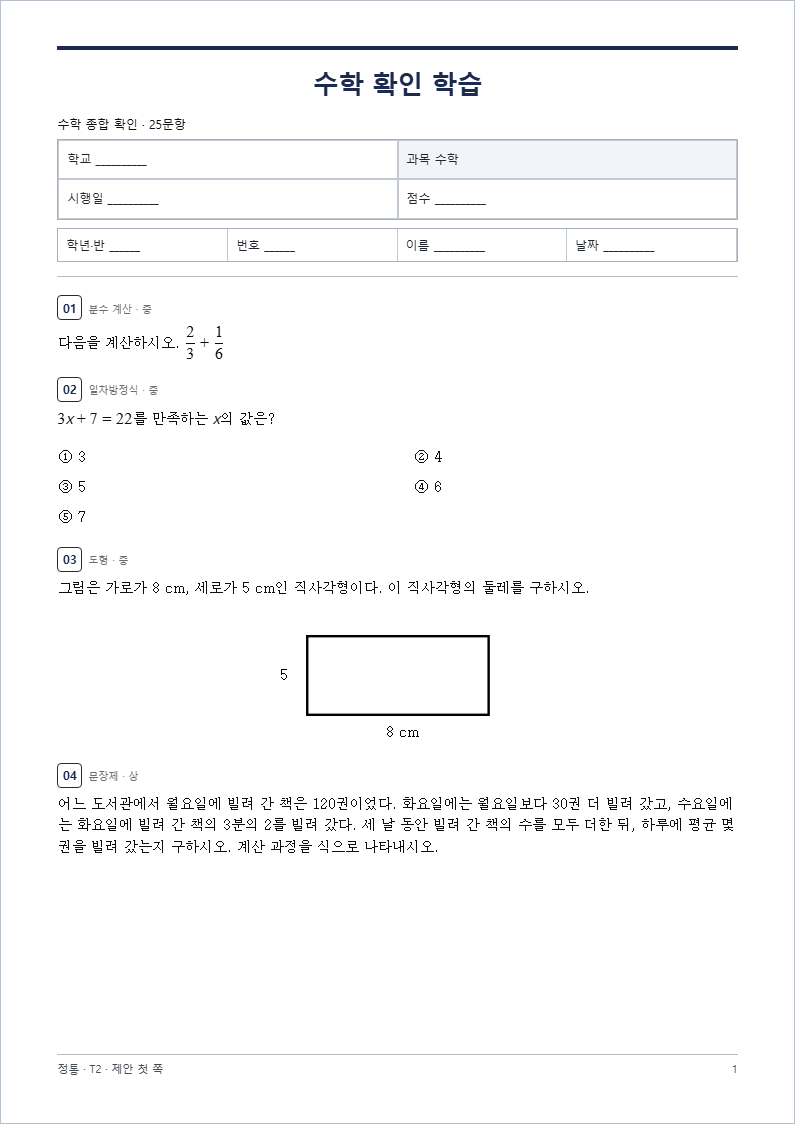 수학 확인 학습
수학 종합 확인 · 25문항
학교 __________ 과목 수학
시행일 __________ 점수 __________
학년·반 ______ 번호 ______ 이름 __________ 날짜 __________
01 분수 계산 · 중
다음을 계산하시오. 2/3 + 1/6
02 일차방정식 · 중
3x + 7 = 22를 만족하는 x의 값은?
① 3 ② 4
③ 5 ④ 6
⑤ 7
03 도형 · 중
그림은 가로가 8 cm, 세로가 5 cm인 직사각형이다. 이 직사각형의 둘레를 구하시오.
5
8 cm
04 문장제 · 상
어느 도서관에서 월요일에 빌려 간 책은 120권이었다. 화요일에는 월요일보다 30권 더 빌려 갔고, 수요일에
는 화요일에 빌려 간 책의 3분의 2를 빌려 갔다. 세 날 동안 빌려 간 책의 수를 모두 더한 뒤, 하루에 평균 몇
권을 빌려 갔는지 구하시오. 계산 과정을 식으로 나타내시오.
정통 · T2 · 제안 첫 쪽 1